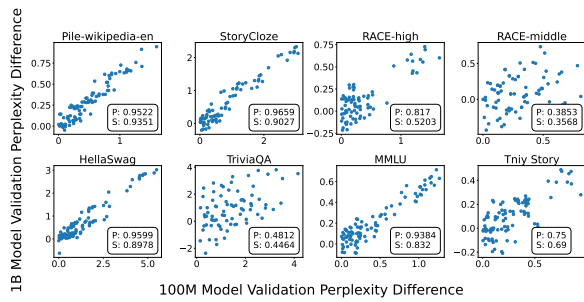 1B Model Validation Perplexity Difference
Pile-wikipedia-en
0.75
0.50
0.25
0.00
0
1
P: 0.9522
S: 0.9351
StoryCloze
2
1
0
0
2
P: 0.9659
S: 0.9027
RACE-high
0.75
0.50
0.25
0.00
−0.25
0.0
0.5
P: 0.817
S: 0.5203
RACE-middle
0.5
0.0
0.0
0.5
P: 0.3853
S: 0.3568
HellaSwag
3
2
1
0
0.0
2.5
5.0
P: 0.9599
S: 0.8978
TriviaQA
4
2
0
−2
0
2
4
P: 0.4812
S: 0.4464
MMLU
0.6
0.4
0.2
0.0
0.0
0.5
1.0
P: 0.9384
S: 0.832
Tniy Story
0.4
0.2
0.0
−0.2
0.0
0.5
P: 0.75
S: 0.69
100M Model Validation Perplexity Difference